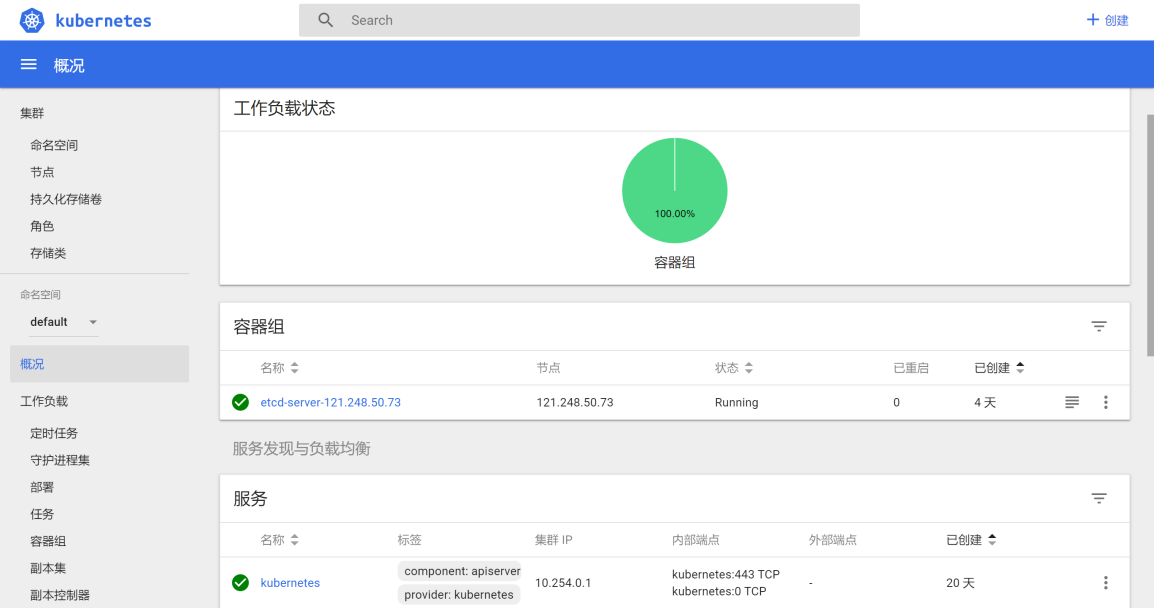 kubernetes
Search
创建
概况
集群
命名空间
节点
持久化存储卷
角色
存储类
命名空间
default
概况
工作负载
定时任务
守护进程集
部署
任务
容器组
副本集
副本控制器
工作负载状态
100.00%
容器组
容器组
名称 节点 状态 已重启 已创建
etcd-server-121.248.50.73 121.248.50.73 Running 0 4 天
服务发现与负载均衡
服务
名称 标签 集群 IP 内部端点 外部端点 已创建
kubernetes component: apiserver provider: kubernetes 10.254.0.1 kubernetes:443 TCP kubernetes:0 TCP - 20 天